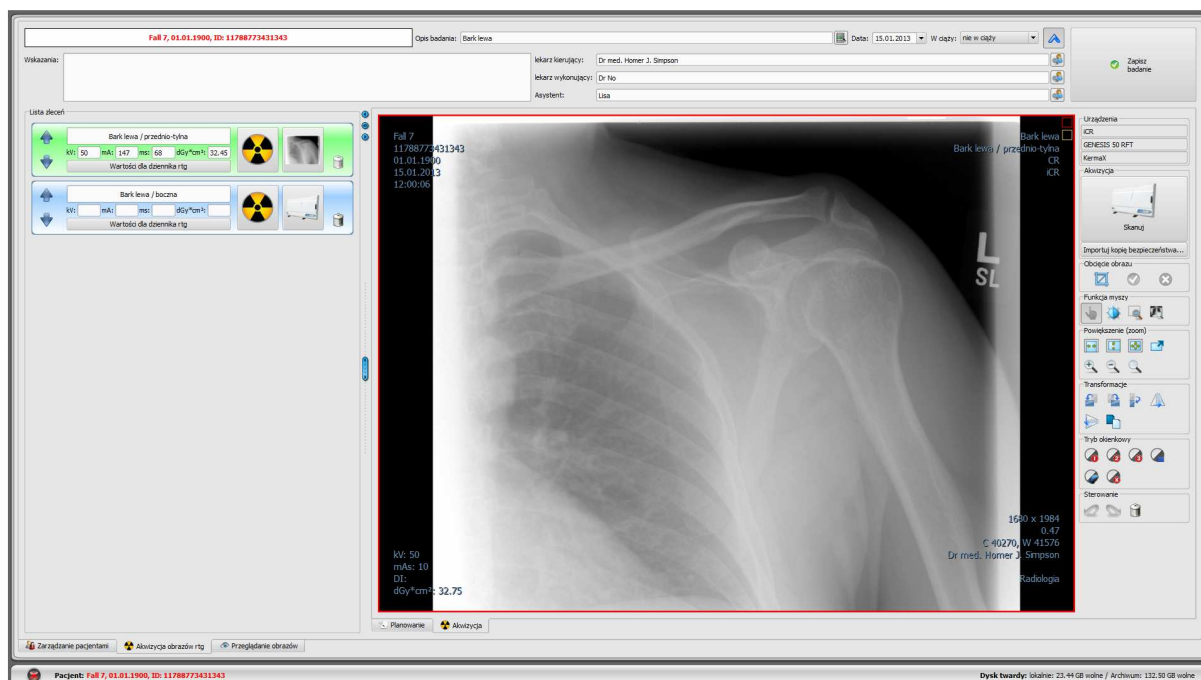 Fall 7, 01.01.1900, ID: 11788773431343
Opis badania: Bark lewa
Data: 15.01.2013
W ciąży: nie w ciąży
Wskazania:
lekarz kierujący: Dr med. Homer J. Simpson
lekarz wykonujący: Dr No
Asystent: Lisa
Zapisz
badanie
Lista zleceń
Bark lewa / przednio-tylna
kV: 50 mA: 147 ms: 68 dGy*cm²: 32.45
Wartości dla dziennika rtg
Bark lewa / boczna
kV: mA: ms: dGy*cm²:
Wartości dla dziennika rtg
Fall 7
11788773431343
01.01.1900
15.01.2013
12:00:06
Bark lewa
Bark lewa / przednio-tylna
CR
iCR
L
SL
1680 x 1984
0.47
C 40270, W 41576
Dr med. Homer J. Simpson
Radiologia
kV: 50
mAs: 10
DI:
dGy*cm²: 32.75
Urządzenia
iCR
GENESIS 50 RFT
KermaX
Akwizycja
Skanuj
Importuj kopię bezpieczeństwa...
Obcięcie obrazu
Funkcja myszy
Powiększenie (zoom)
Transformacje
Tryb okienkowy
Sterowanie
Planowanie
Akwizycja
Zarządzanie pacjentami
Akwizycja obrazów rtg
Przeglądanie obrazów
Pacjent: Fall 7, 01.01.1900, ID: 11788773431343
Dysk twardy: lokalnie: 23.44 GB wolne / Archiwum: 132.50 GB wolne